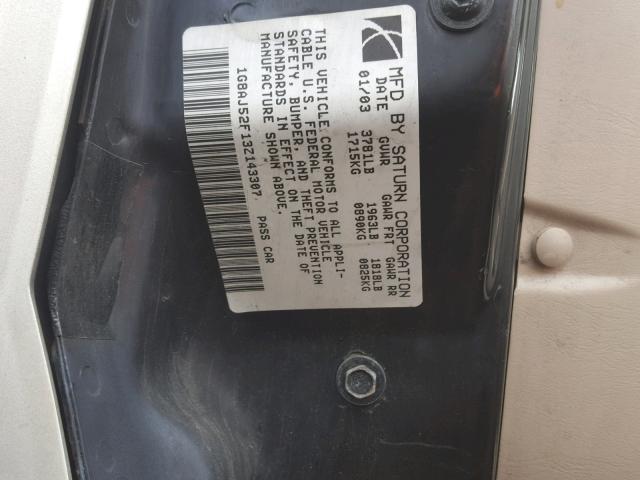 MFD BY SATURN CORPORATION
DATE GVWR GAWR FRT GAWR RR
01/03 3781LB 1963LB 1818LB
1715KG 0890KG 0825KG
THIS VEHICLE CONFORMS TO ALL APPLI-
CABLE U.S. FEDERAL MOTOR VEHICLE
SAFETY, BUMPER, AND THEFT PREVENTION
STANDARDS IN EFFECT ON THE DATE OF
MANUFACTURE SHOWN ABOVE.
1G8AJ52F13Z143307 PASS CAR